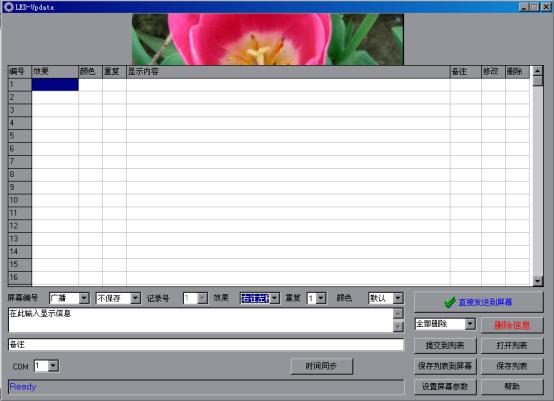 LED-Update
编号 效果 颜色 重复 显示内容 备注 修改 删除
1
2
3
4
5
6
7
8
9
10
11
12
13
14
15
16
屏幕编号 广播 不保存 记录号 1 效果 右往左移 重复 1 颜色 默认
直接发送到屏幕
在此输入显示信息
全部删除 删除信息
备注
提交到列表 打开列表
COM 1 时间同步
保存列表到屏幕 保存列表
Ready
设置屏幕参数 帮助